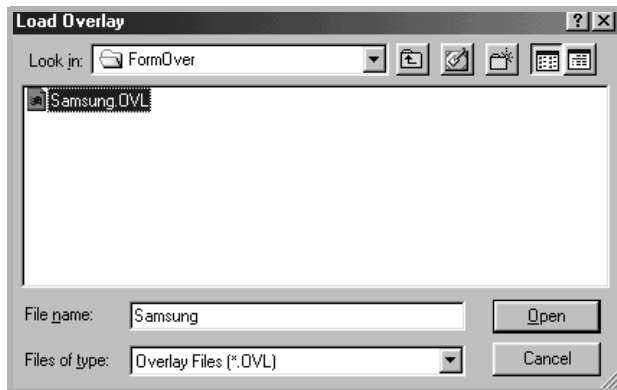 Load Overlay
Look in: FormOver
Samsung.OVL
File name: Samsung Open
Files of type: Overlay Files (*.OVL) Cancel